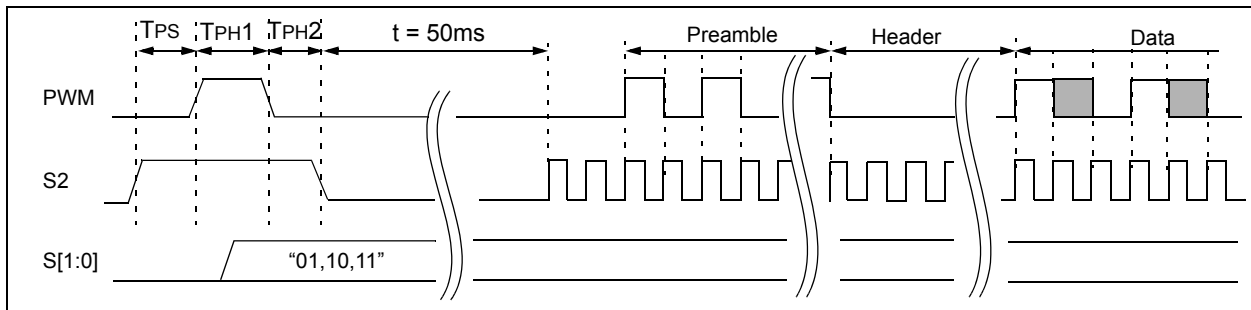 TPS TPH1 TPH2 t = 50ms Preamble Header Data
PWM
S2
S[1:0] “01,10,11”